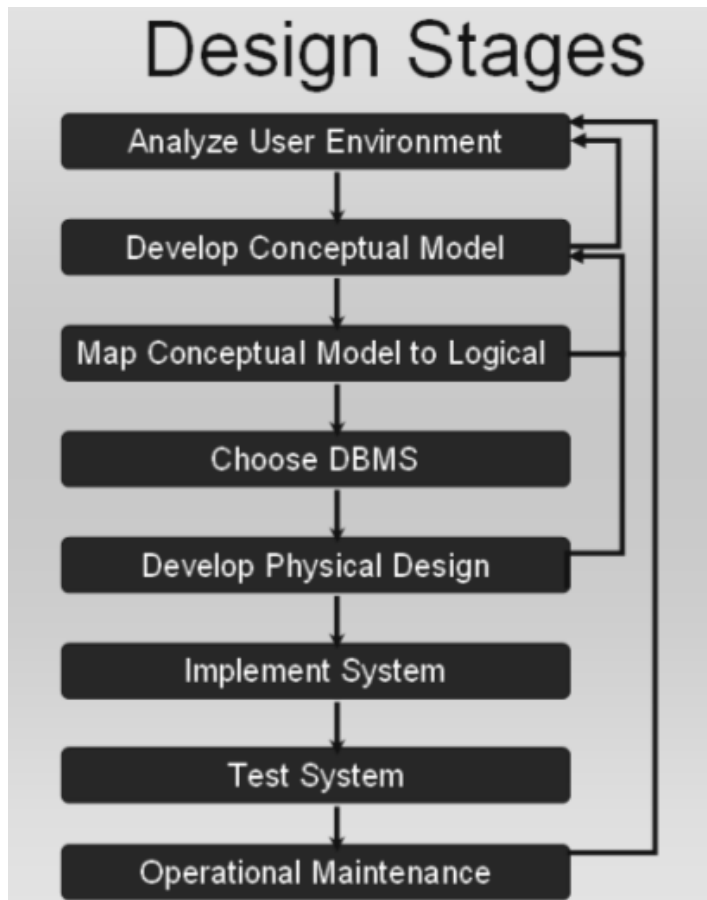 Design Stages
Analyze User Environment
Develop Conceptual Model
Map Conceptual Model to Logical
Choose DBMS
Develop Physical Design
Implement System
Test System
Operational Maintenance